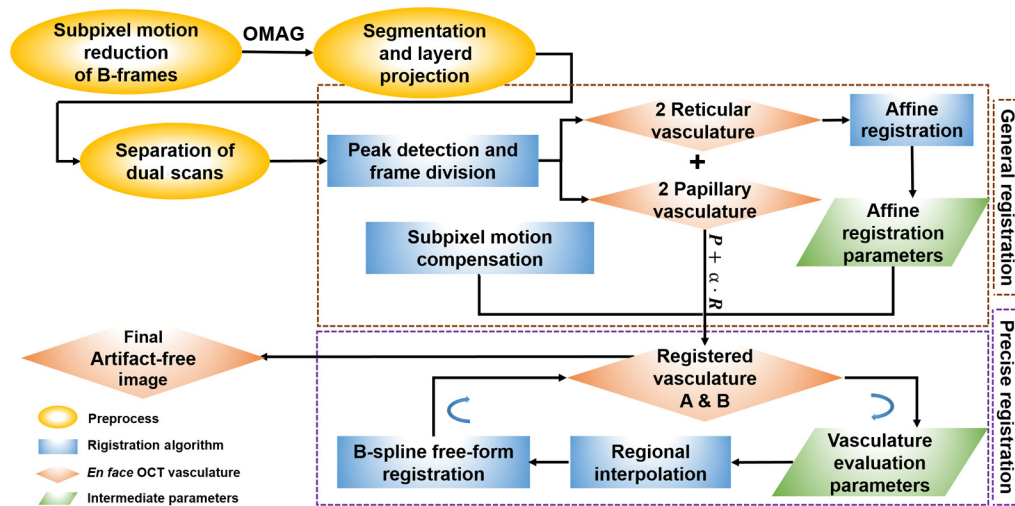 Subpixel motion
reduction
of B-frames
OMAG
Segmentation
and layerd
projection
Separation of
dual scans
Peak detection and
frame division
2 Reticular
vasculature
+
2 Papillary
vasculature
Affine
registration
Affine
registration
parameters
General registration
Subpixel motion
compensation
P + α · R
Final
Artifact-free
image
Registered
vasculature
A & B
Precise registration
B-spline free-form
registration
Regional
interpolation
Vasculature
evaluation
parameters
Preprocess
Rigistration algorithm
En face OCT vasculature
Intermediate parameters